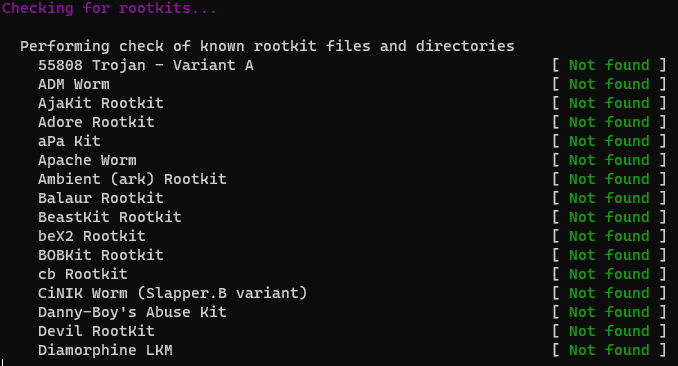 Checking for rootkits...
Performing check of known rootkit files and directories
55808 Trojan - Variant A [ Not found ]
ADM Worm [ Not found ]
AjaKit Rootkit [ Not found ]
Adore Rootkit [ Not found ]
aPa Kit [ Not found ]
Apache Worm [ Not found ]
Ambient (ark) Rootkit [ Not found ]
Balaur Rootkit [ Not found ]
BeastKit Rootkit [ Not found ]
beX2 Rootkit [ Not found ]
BOBKit Rootkit [ Not found ]
cb Rootkit [ Not found ]
CiNIK Worm (Slapper.B variant) [ Not found ]
Danny-Boy's Abuse Kit [ Not found ]
Devil RootKit [ Not found ]
Diamorphine LKM [ Not found ]